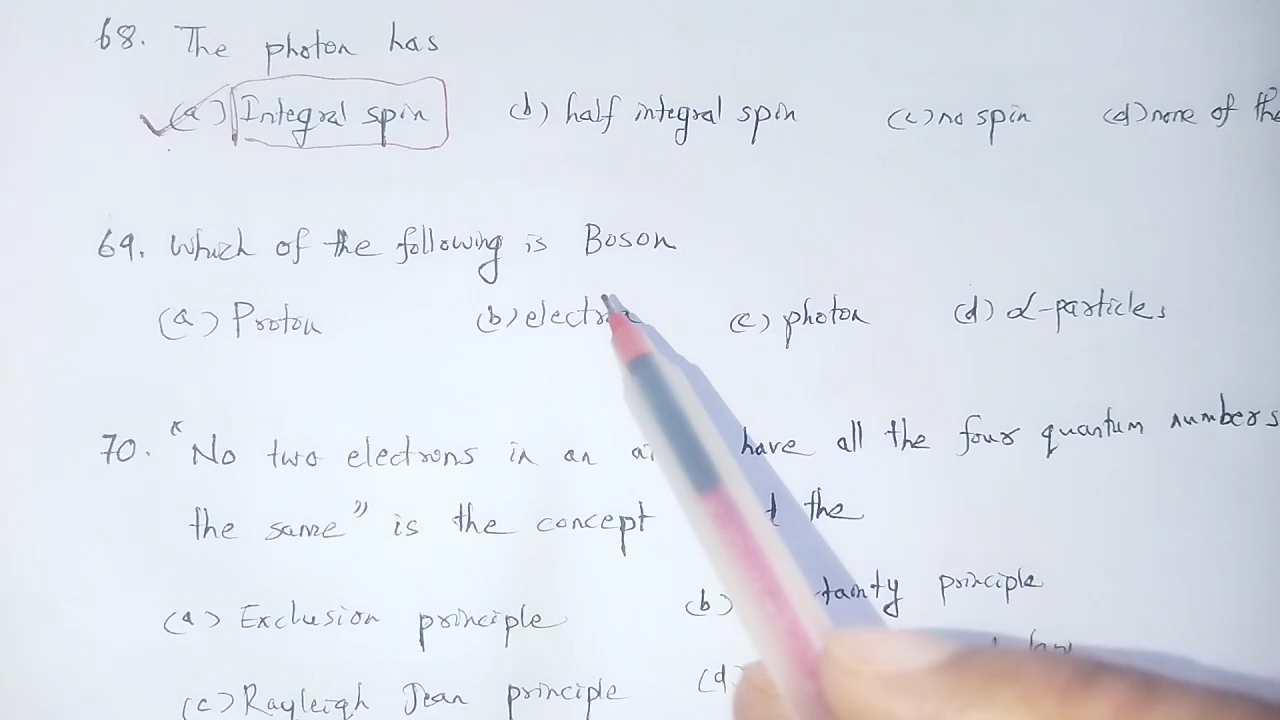 68. The photon has
(a) Integral spin (b) half integral spin (c) no spin (d) none of the
69. Which of the following is Boson
(a) Proton (b) electron (c) photon (d) α-particles
70. "No two electrons in an have all the four quantum numbers
the same" is the concept the
(a) Exclusion principle (b) principle
(c) Rayleigh Jean principle (d)